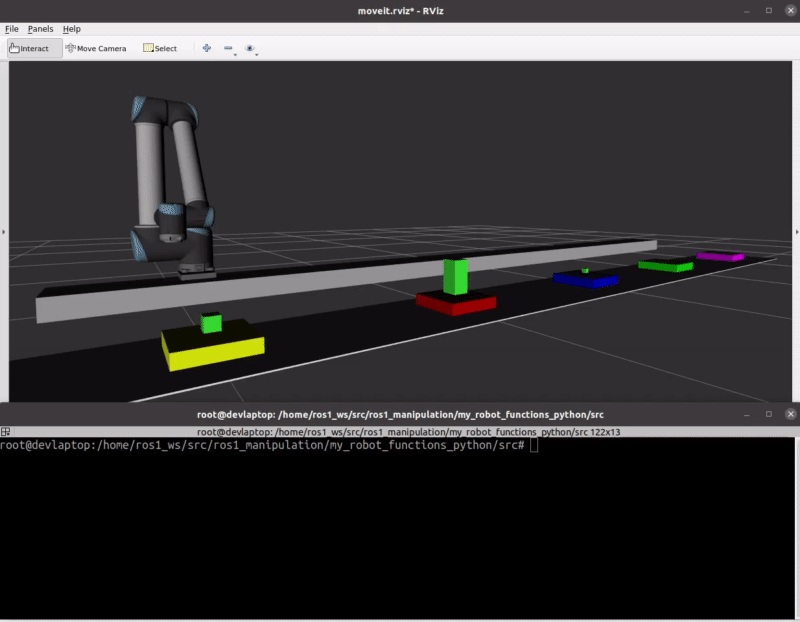 moveit.rviz* - RViz
File Panels Help
Interact Move Camera Select
root@devlaptop: /home/ros1_ws/src/ros1_manipulation/my_robot_functions_python/src
root@devlaptop: /home/ros1_ws/src/ros1_manipulation/my_robot_functions_python/src 122x13
root@devlaptop:/home/ros1_ws/src/ros1_manipulation/my_robot_functions_python/src#